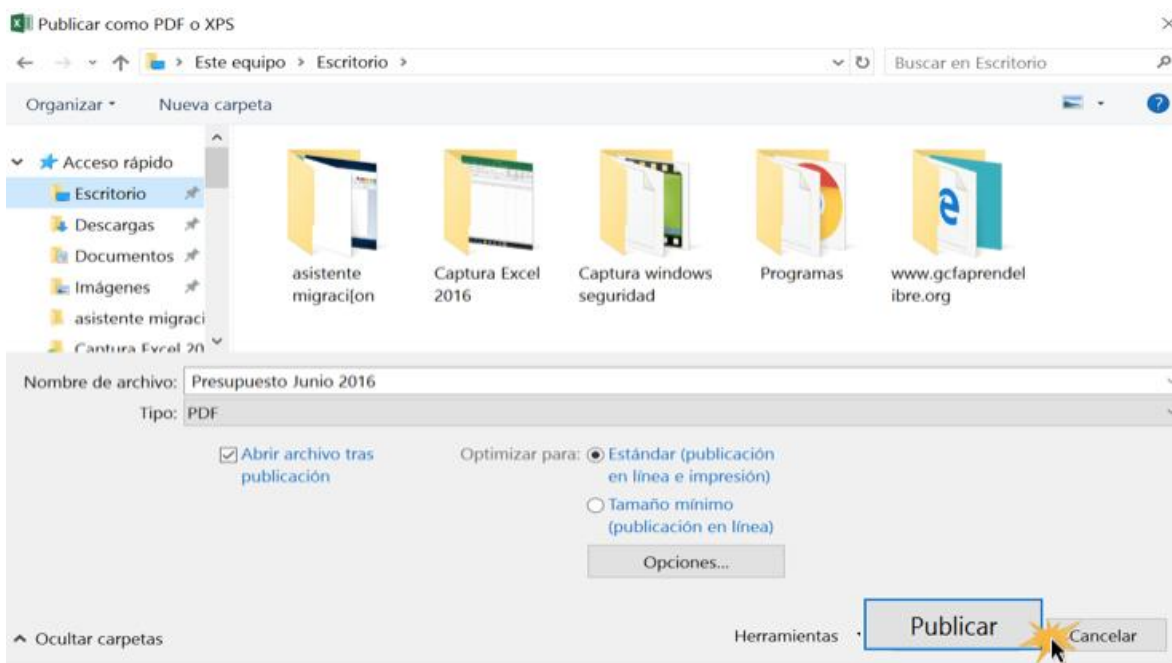 Publicar como PDF o XPS
Este equipo > Escritorio >
Buscar en Escritorio
Organizar
Nueva carpeta
Acceso rápido
Escritorio
Descargas
Documentos
Imágenes
asistente migraci
Captura Excel 20
asistente
migraci[on
Captura Excel
2016
Captura windows
seguridad
Programas
www.gcfaprendel
ibre.org
Nombre de archivo: Presupuesto Junio 2016
Tipo: PDF
Abrir archivo tras
publicación
Optimizar para:
Estándar (publicación
en línea e impresión)
Tamaño mínimo
(publicación en línea)
Opciones...
Ocultar carpetas
Herramientas
Publicar
Cancelar